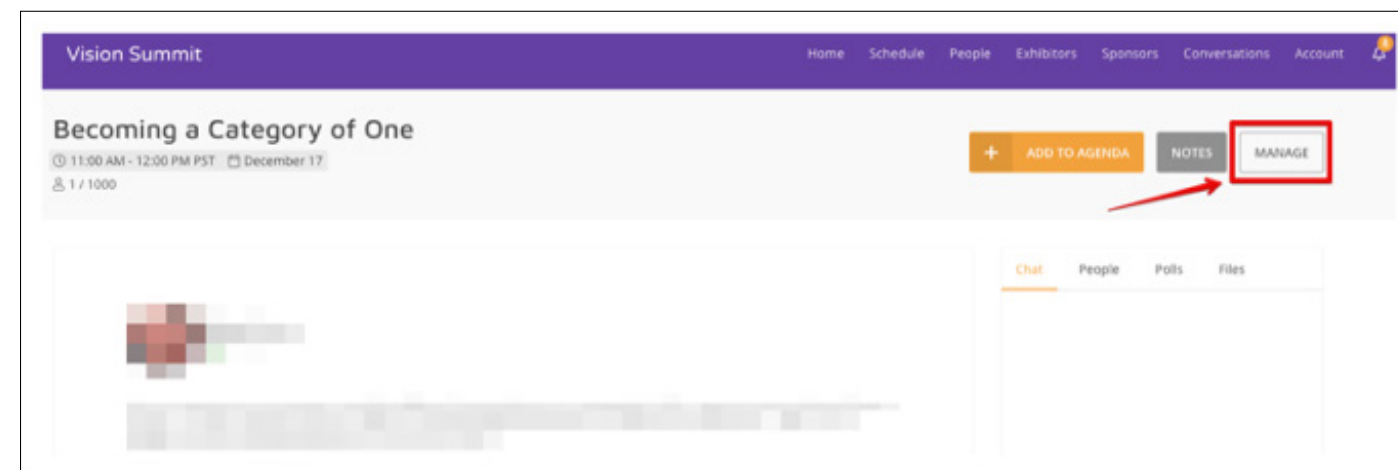 Vision Summit Home Schedule People Exhibitors Sponsors Conversations Account
Becoming a Category of One
11:00 AM - 12:00 PM PST December 17
1 / 1000
+ ADD TO AGENDA NOTES MANAGE
Chat People Polls Files